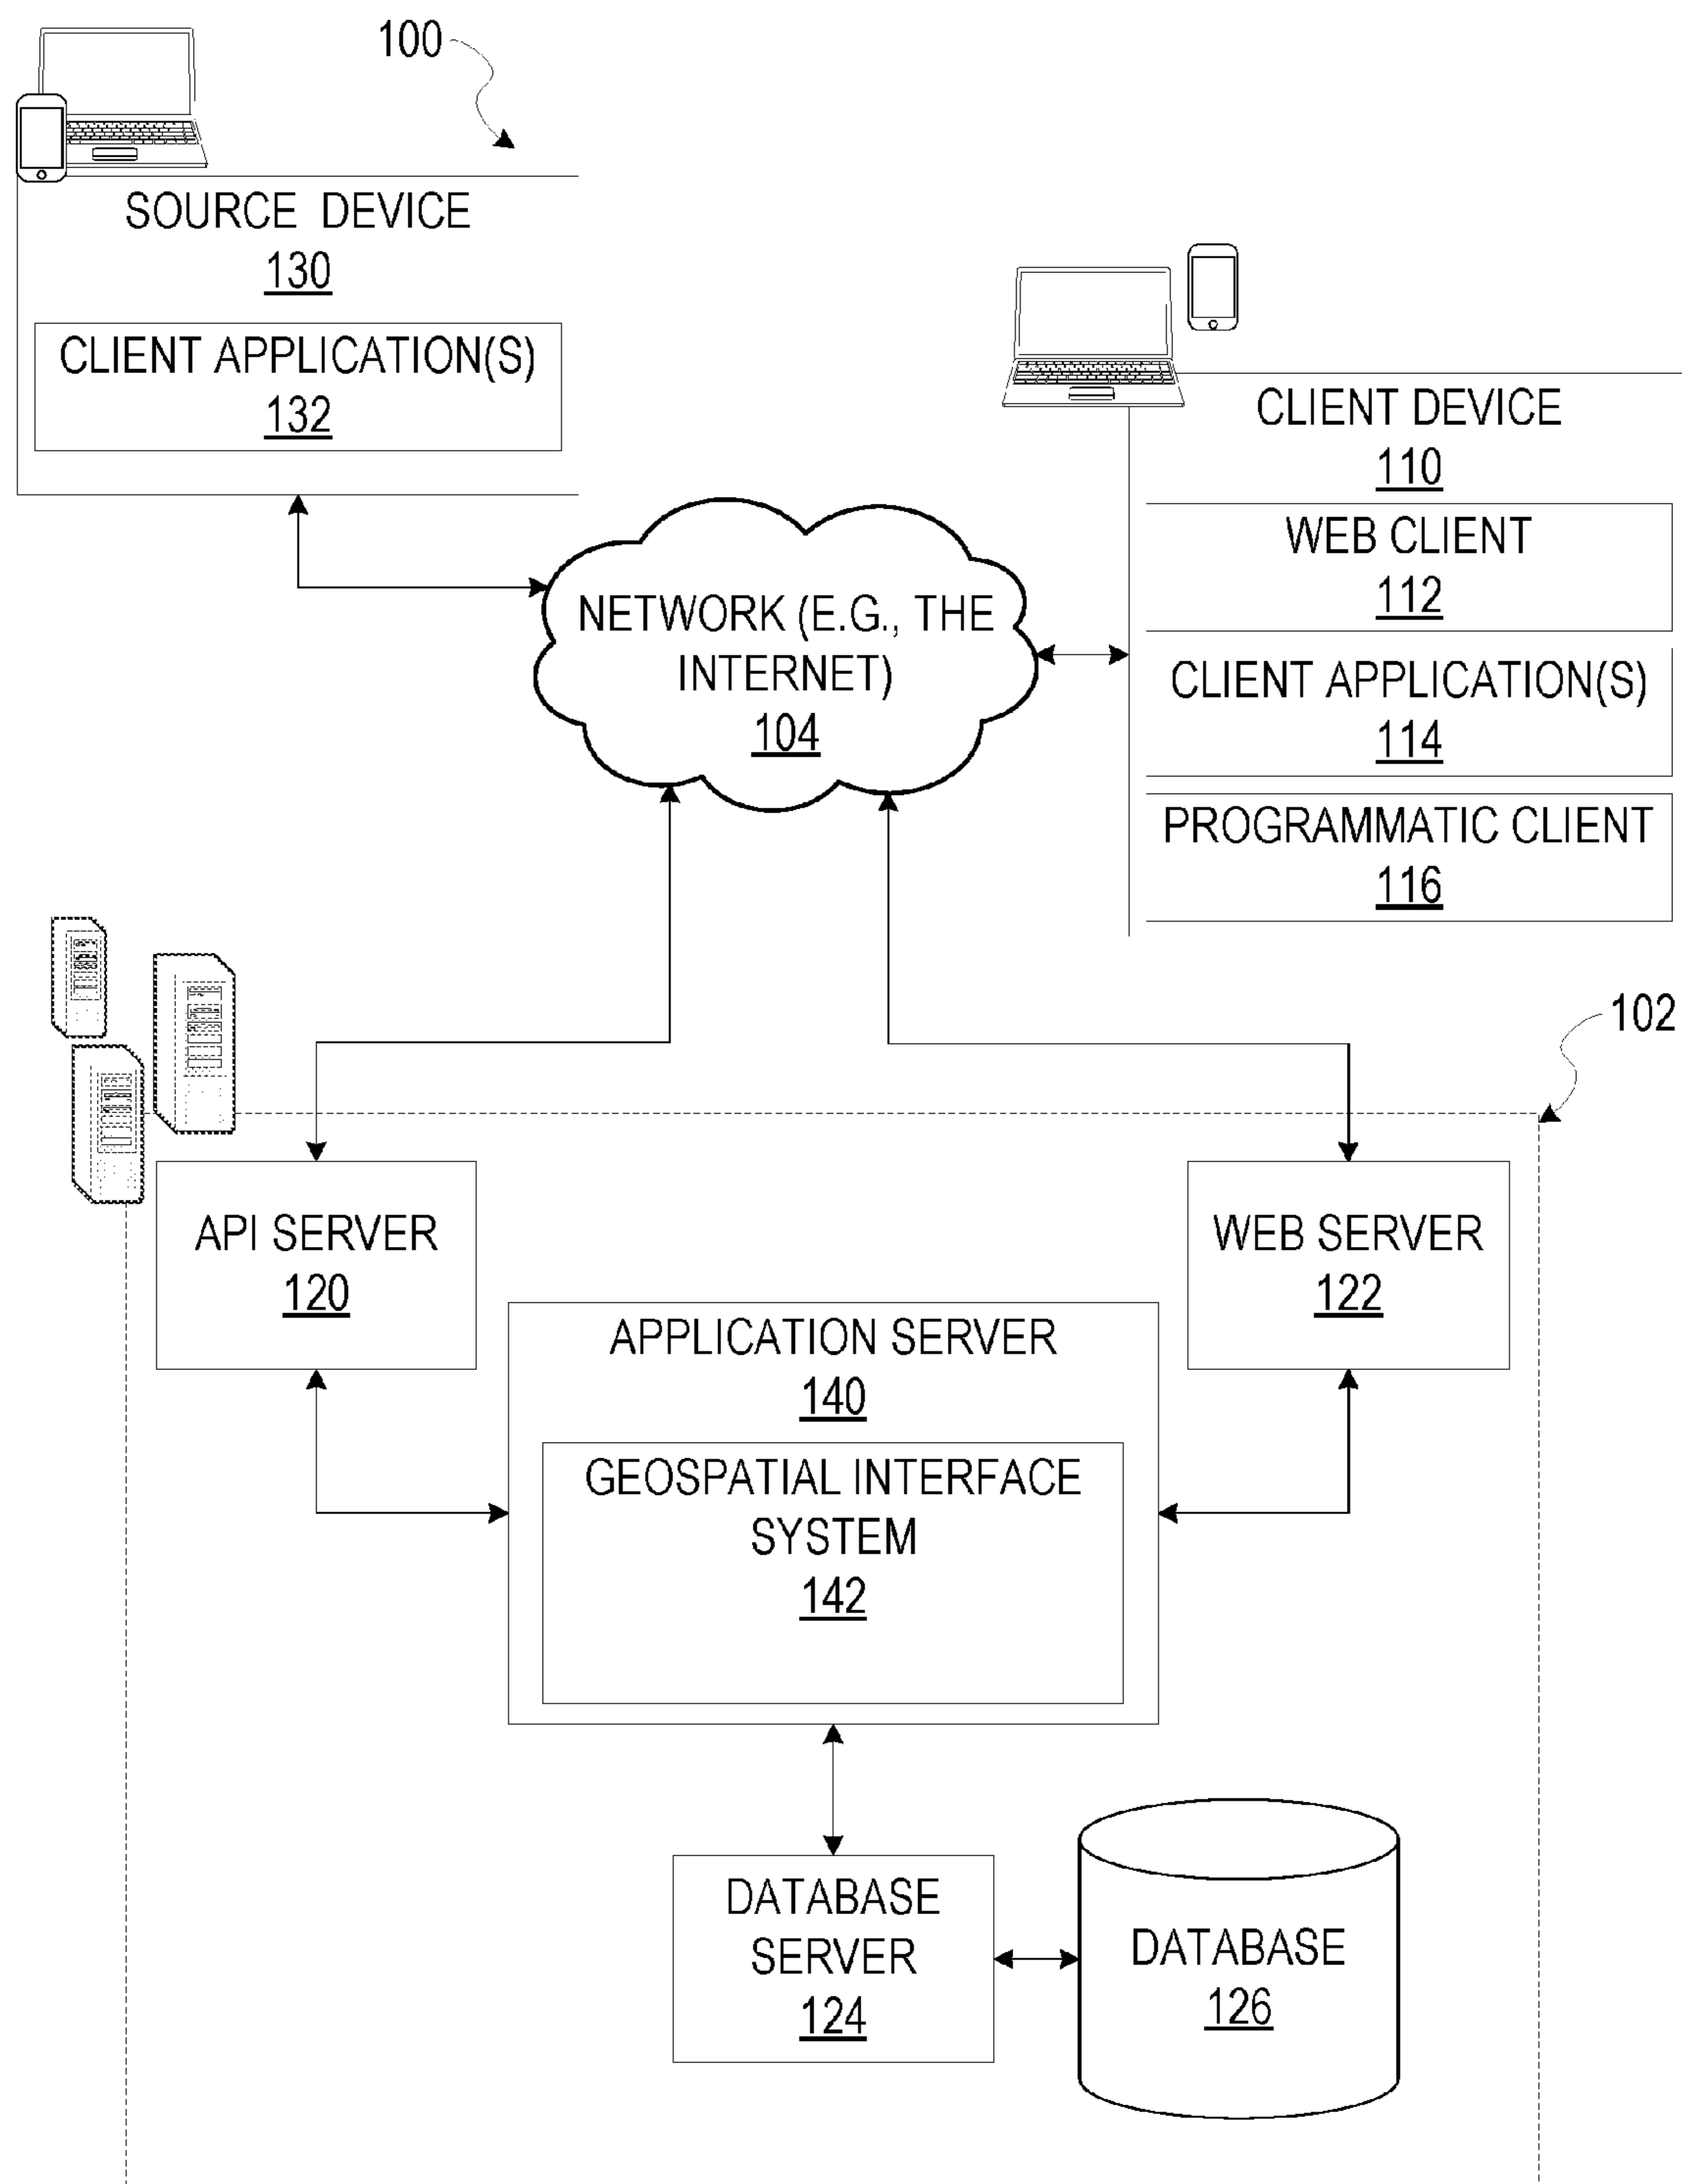 100
SOURCE DEVICE
130
CLIENT APPLICATION(S)
132
CLIENT DEVICE
110
WEB CLIENT
112
CLIENT APPLICATION(S)
114
PROGRAMMATIC CLIENT
116
NETWORK (E.G., THE
INTERNET)
104
102
API SERVER
120
WEB SERVER
122
APPLICATION SERVER
140
GEOSPATIAL INTERFACE
SYSTEM
142
DATABASE
SERVER
124
DATABASE
126